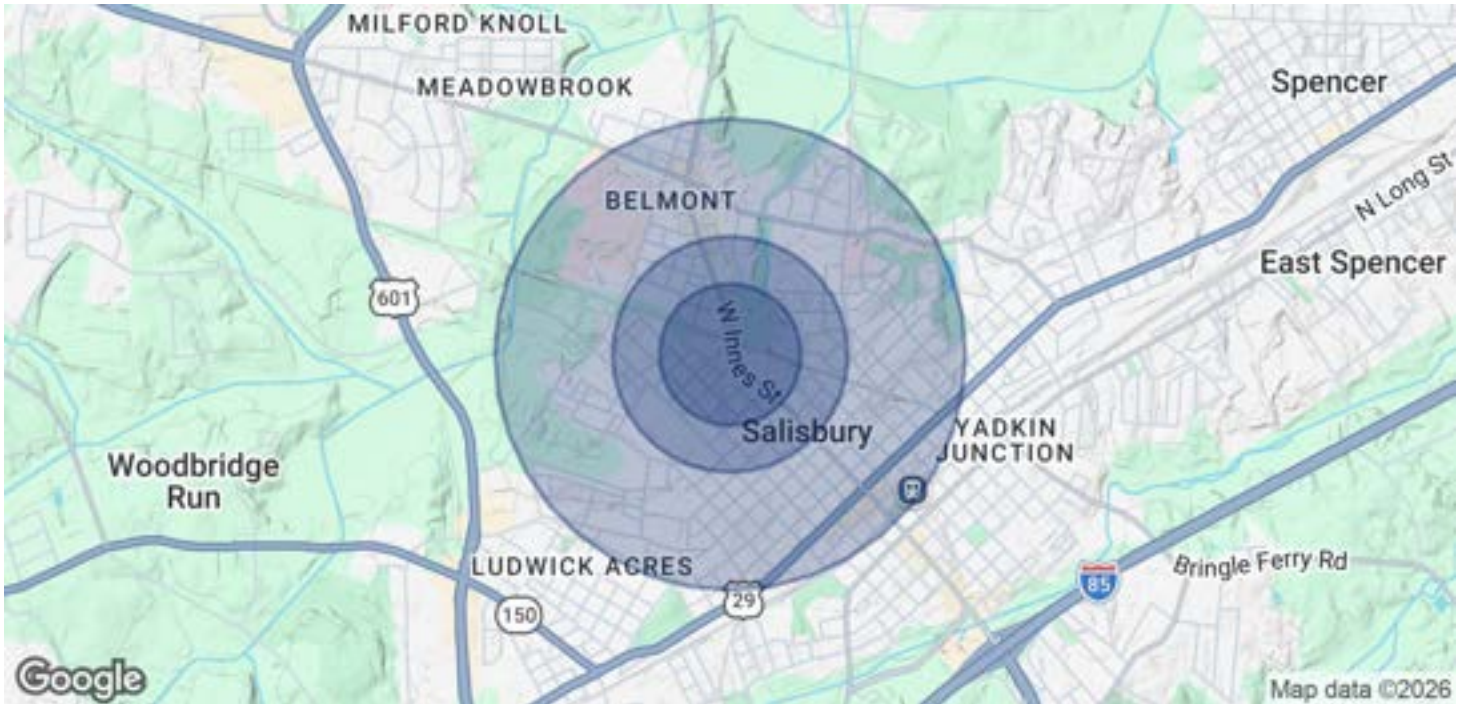 MILFORD KNOLL
MEADOWBROOK
Spencer
N Long St
BELMONT
East Spencer
601
W Innes St
Salisbury
YADKIN
JUNCTION
Woodbridge
Run
LUDWICK ACRES
Bringle Ferry Rd
85
29
150
Google
Map data ©2026